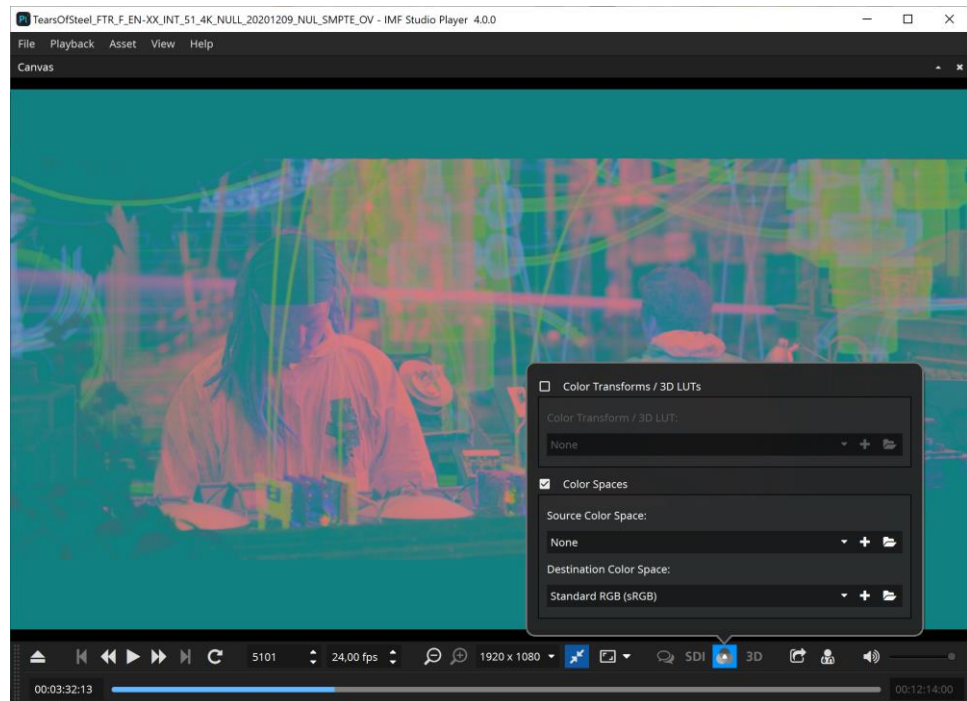 Pi TearsOfSteel_FTR_F_EN-XX_INT_51_4K_NULL_20201209_NUL_SMPTE_OV - IMF Studio Player 4.0.0
File Playback Asset View Help
Canvas
Color Transforms / 3D LUTs
Color Transform / 3D LUT:
None
Color Spaces
Source Color Space:
None
Destination Color Space:
Standard RGB (sRGB)
5101 24,00 fps 1920 x 1080 SDI 3D
00:03:32:13 00:12:14:00